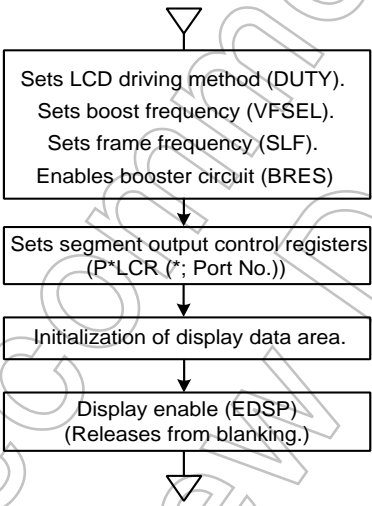 Sets LCD driving method (DUTY).
Sets boost frequency (VFSEL).
Sets frame frequency (SLF).
Enables booster circuit (BRES)
Sets segment output control registers
(P*LCR (*; Port No.))
Initialization of display data area.
Display enable (EDSP)
(Releases from blanking.)